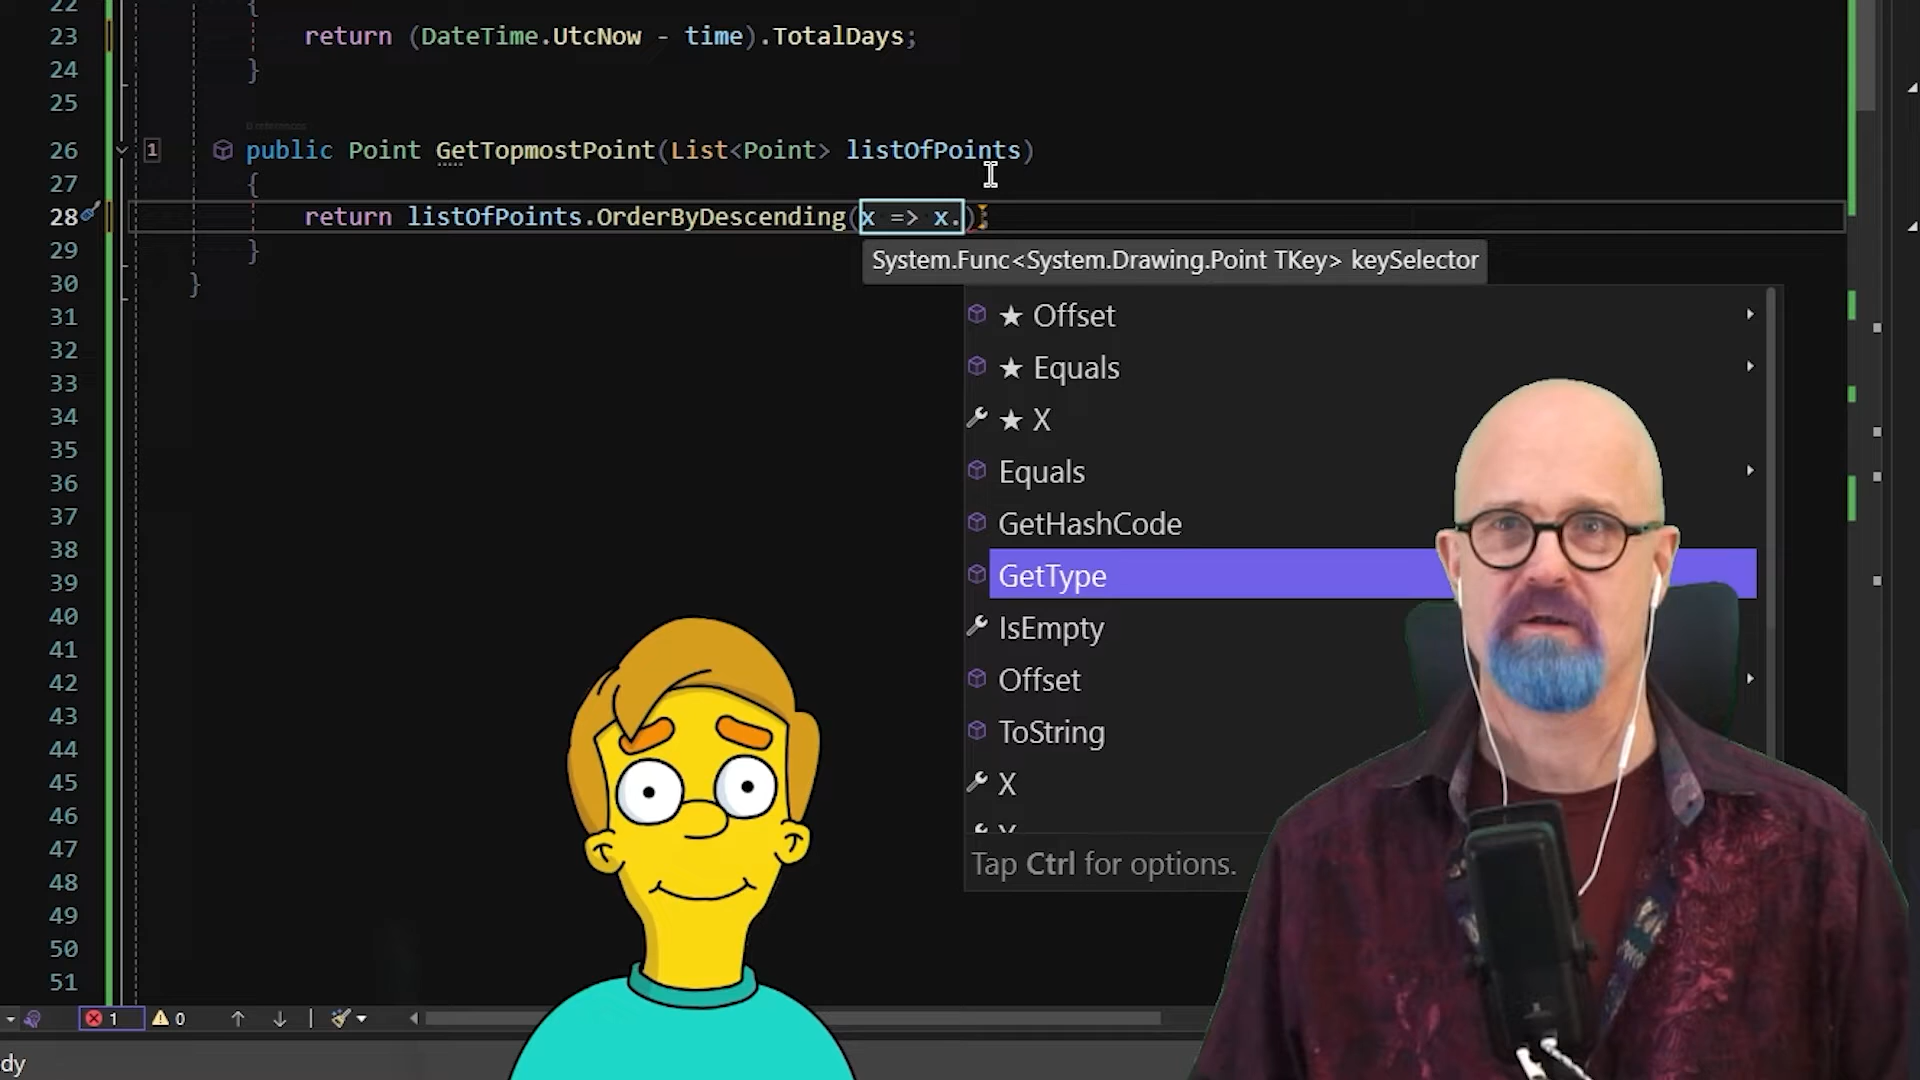 22 {
23 return (DateTime.UtcNow - time).TotalDays;
24 }
25
0 references
26 1 public Point GetTopmostPoint(List<Point> listOfPoints)
27 {
28 return listOfPoints.OrderByDescending(x => x.);
System.Func<System.Drawing.Point TKey> keySelector
29 }
30 }
31
32
33
34
35
36
37
38
39
40
41
42
43
44
45
46
47
48
49
50
51
★ Offset
★ Equals
★ X
Equals
GetHashCode
GetType
IsEmpty
Offset
ToString
X
Y
Tap Ctrl for options.
1 0
dy